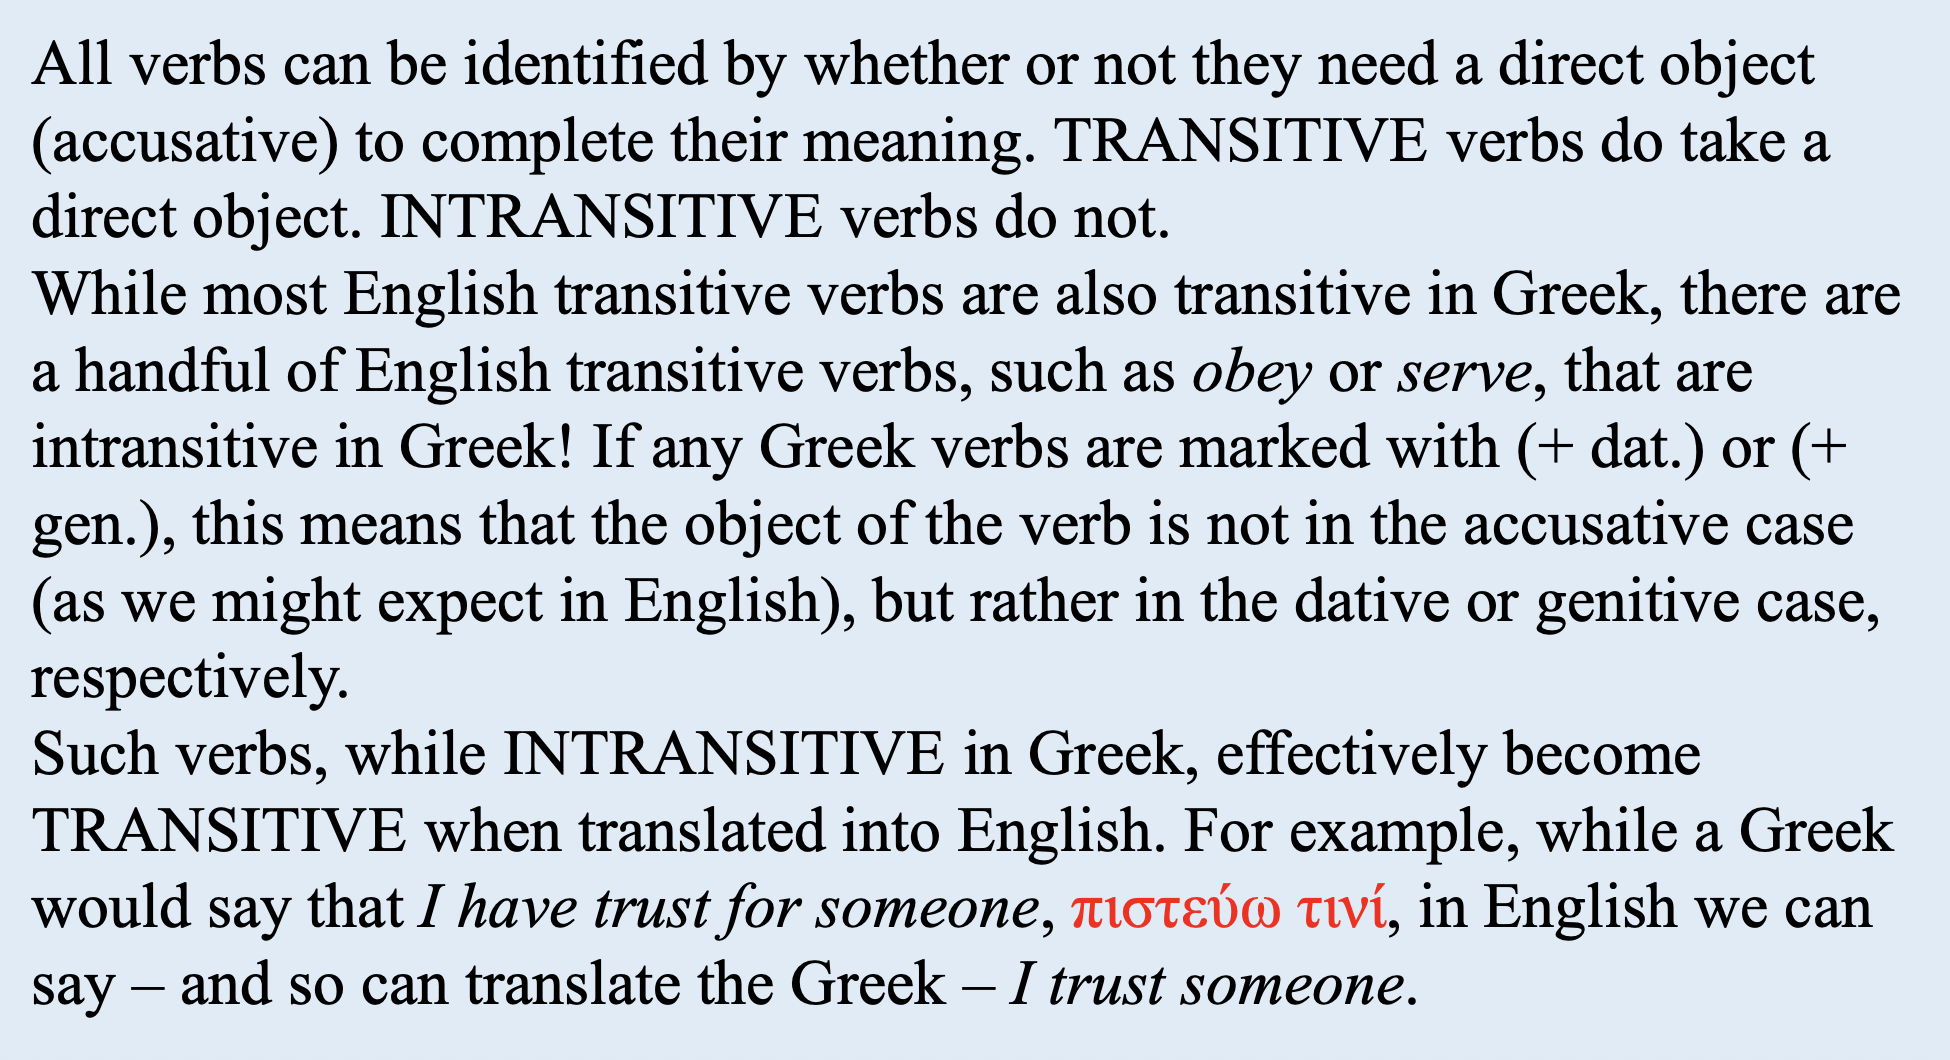 All verbs can be identified by whether or not they need a direct object
(accusative) to complete their meaning. TRANSITIVE verbs do take a
direct object. INTRANSITIVE verbs do not.
While most English transitive verbs are also transitive in Greek, there are
a handful of English transitive verbs, such as obey or serve, that are
intransitive in Greek! If any Greek verbs are marked with (+ dat.) or (+
gen.), this means that the object of the verb is not in the accusative case
(as we might expect in English), but rather in the dative or genitive case,
respectively.
Such verbs, while INTRANSITIVE in Greek, effectively become
TRANSITIVE when translated into English. For example, while a Greek
would say that I have trust for someone, πιστεύω τινί, in English we can
say – and so can translate the Greek – I trust someone.